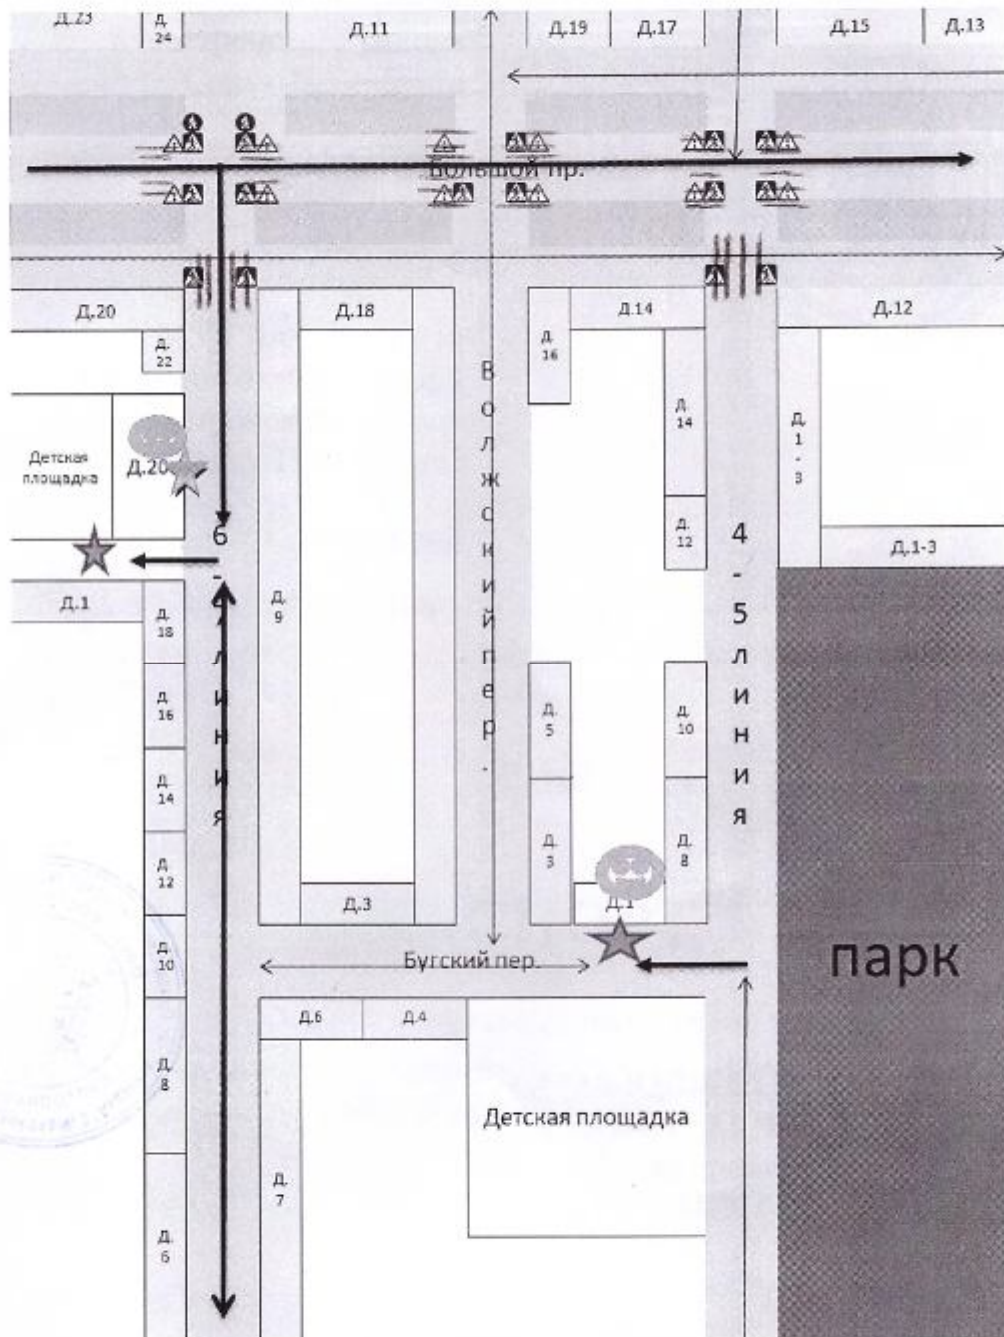 Д.23
Д. 24
Д.11
Д.19
Д.17
Д.15
Д.13
Большой пр.
Д.20
Д.18
Д. 16
Д.14
Д.12
Д. 22
Д. 14
Д. 1-3
Детская площадка
Д.20
Д. 12
Д.1-3
Волжский пер.
6-7 линия
4-5 линия
Д.1
Д. 18
Д. 9
Д. 16
Д. 5
Д. 10
Д. 14
Д. 12
Д. 3
Д. 8
Д.3
Д.1
Д. 10
Бугский пер.
парк
Д.6
Д.4
Д. 8
Детская площадка
Д. 7
Д. 6